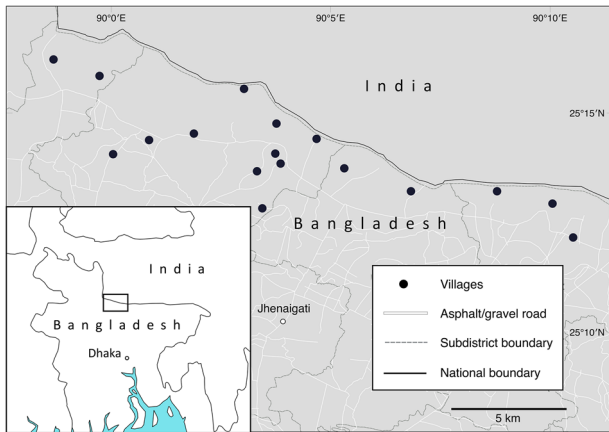 90°0'E
90°5'E
90°10'E
India
25°15'N
Bangladesh
India
Bangladesh
Dhaka
Jhenaigati
25°10'N
Villages
Asphalt/gravel road
Subdistrict boundary
National boundary
5 km